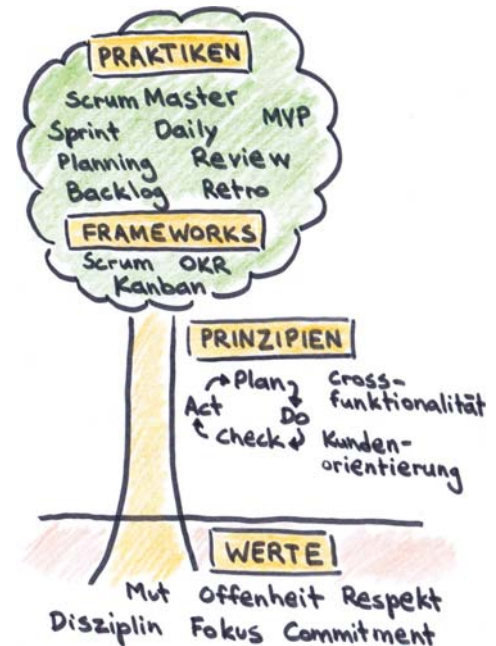 PRAKTIKEN
Scrum Master
MVP
Sprint Daily
Planning Review
Backlog Retro
FRAMEWORKS
Scrum OKR
Kanban
PRINZIPIEN
Plan
Act Do
Check
Cross-
funktionalität
Kunden-
orientierung
WERTE
Mut Offenheit Respekt
Disziplin Fokus Commitment